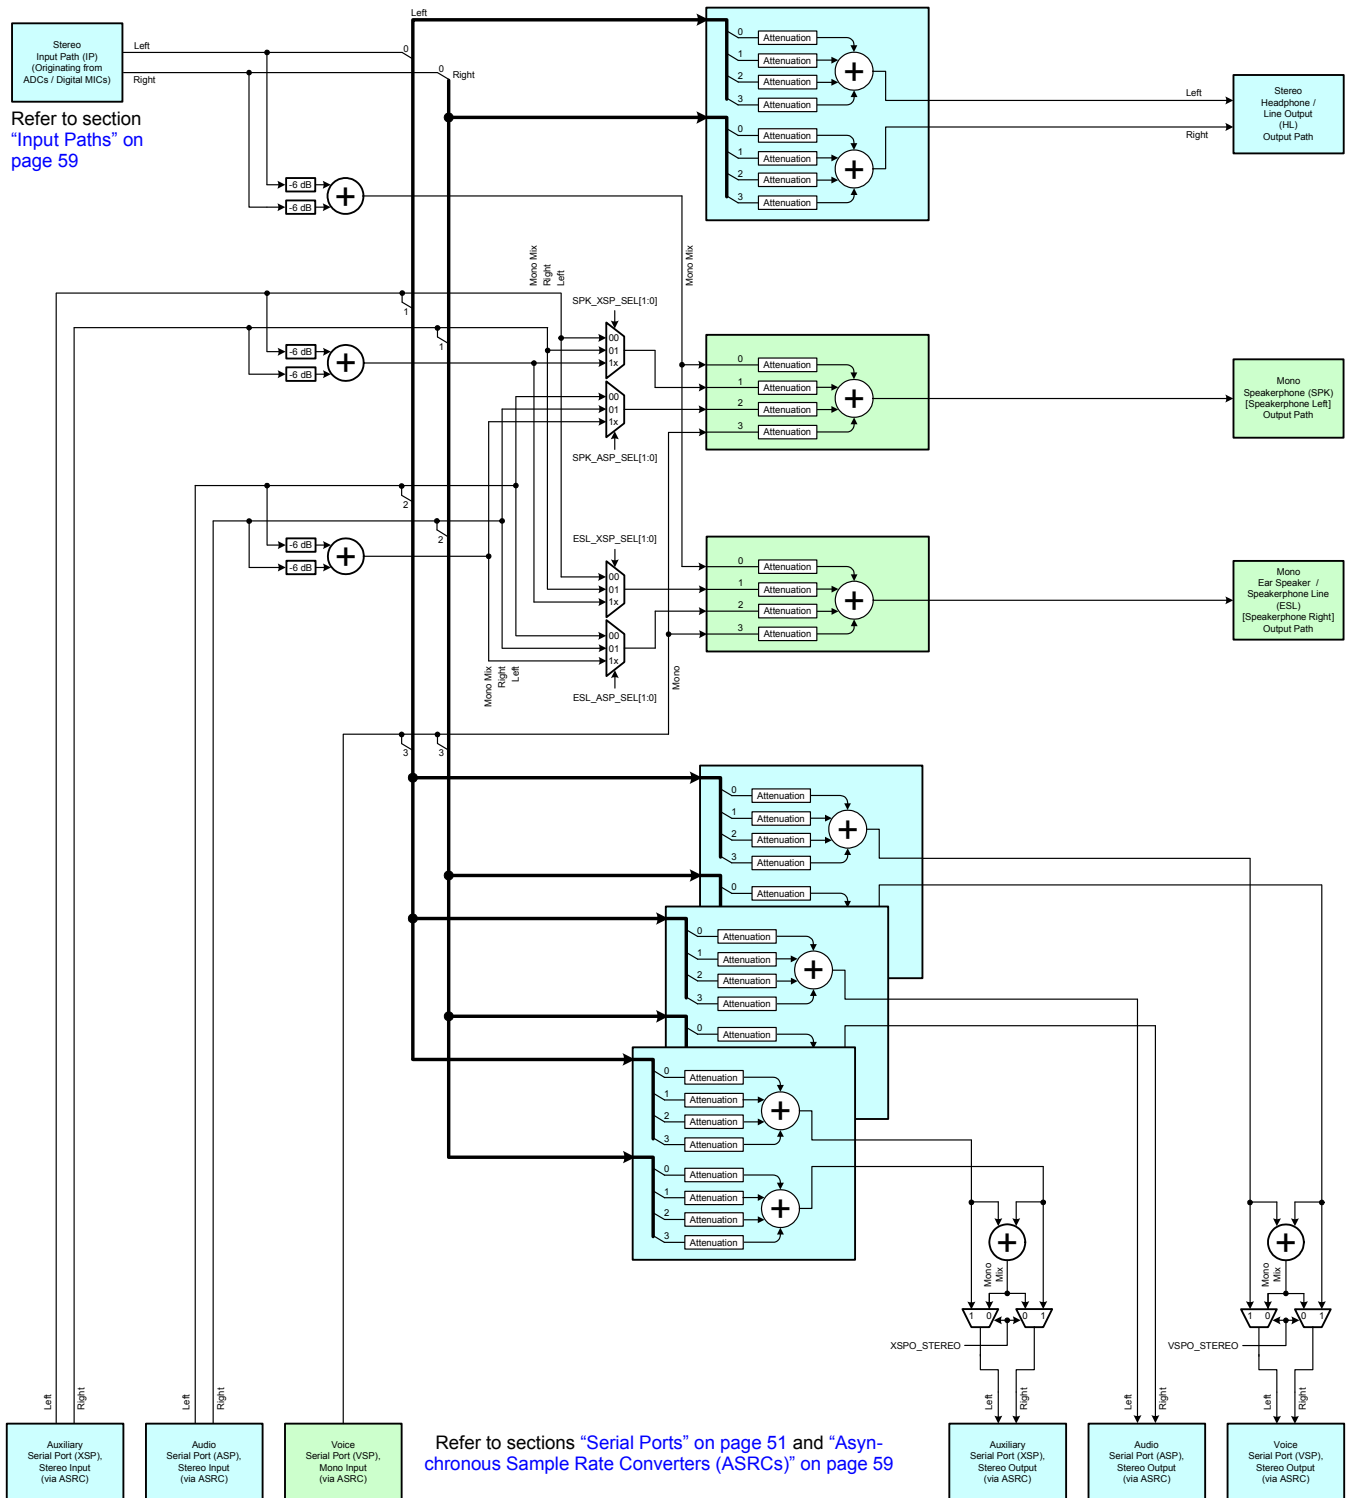 Stereo
Input Path (IP)
(Originating from
ADCs / Digital MICs)
Left
Right
0
0
Left
Right
Refer to section
“Input Paths” on
page 59
0
Attenuation
1
Attenuation
2
Attenuation
3
Attenuation
+
0
Attenuation
1
Attenuation
2
Attenuation
3
Attenuation
+
Left
Right
Stereo
Headphone /
Line Output
(HL)
Output Path
-6 dB
-6 dB
+
Mono Mix
Right
Left
Mono Mix
1
1
SPK_XSP_SEL[1:0]
00
01
1x
-6 dB
-6 dB
+
00
01
1x
SPK_ASP_SEL[1:0]
0
Attenuation
1
Attenuation
2
Attenuation
3
Attenuation
+
Mono
Speakerphone (SPK)
[Speakerphone Left]
Output Path
2
2
-6 dB
-6 dB
+
ESL_XSP_SEL[1:0]
00
01
1x
00
01
1x
ESL_ASP_SEL[1:0]
Mono Mix
Right
Left
Mono
0
Attenuation
1
Attenuation
2
Attenuation
3
Attenuation
+
Mono
Ear Speaker /
Speakerphone Line
(ESL)
[Speakerphone Right]
Output Path
3
3
0
Attenuation
1
Attenuation
2
Attenuation
3
Attenuation
+
0
Attenuation
0
Attenuation
1
Attenuation
2
Attenuation
3
Attenuation
+
0
Attenuation
0
Attenuation
1
Attenuation
2
Attenuation
3
Attenuation
+
0
Attenuation
1
Attenuation
2
Attenuation
3
Attenuation
+
+
Mono
Mix
1 0
0 1
XSPO_STEREO
+
Mono
Mix
1 0
0 1
VSPO_STEREO
Left
Right
Left
Right
Left
Right
Left
Right
Left
Right
Auxiliary
Serial Port (XSP),
Stereo Input
(via ASRC)
Audio
Serial Port (ASP),
Stereo Input
(via ASRC)
Voice
Serial Port (VSP),
Mono Input
(via ASRC)
Refer to sections “Serial Ports” on page 51 and “Asyn-
chronous Sample Rate Converters (ASRCs)” on page 59
Auxiliary
Serial Port (XSP),
Stereo Output
(via ASRC)
Audio
Serial Port (ASP),
Stereo Output
(via ASRC)
Voice
Serial Port (VSP),
Stereo Output
(via ASRC)